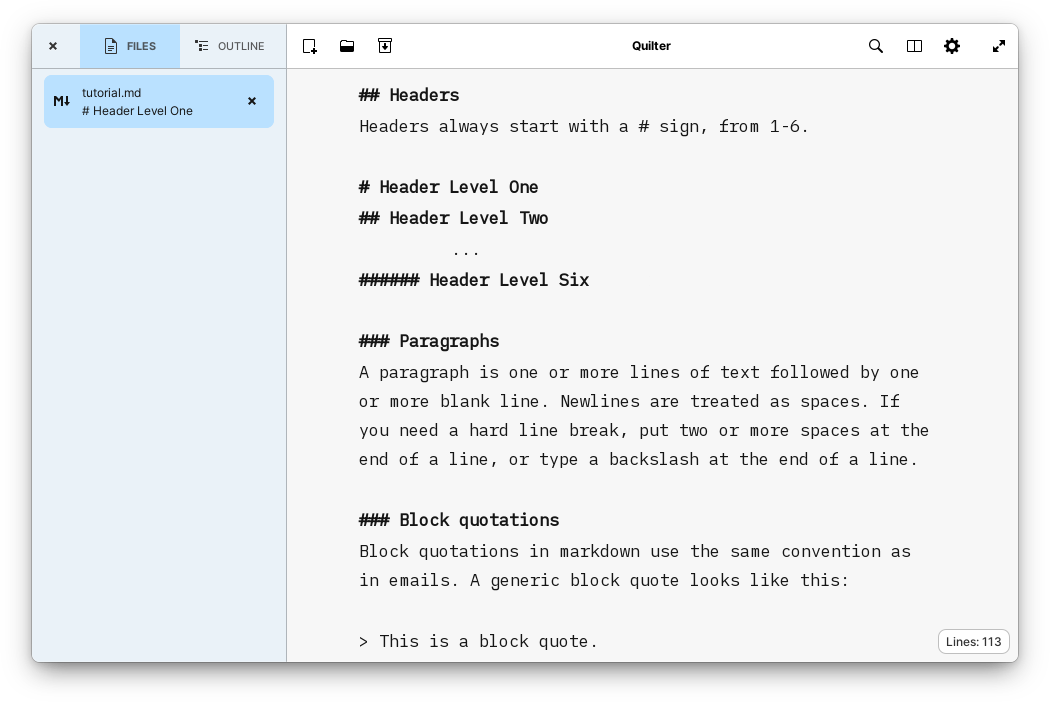 FILES
OUTLINE
Quilter
M↓
tutorial.md
# Header Level One
## Headers
Headers always start with a # sign, from 1-6.
# Header Level One
## Header Level Two
...
###### Header Level Six
### Paragraphs
A paragraph is one or more lines of text followed by one
or more blank line. Newlines are treated as spaces. If
you need a hard line break, put two or more spaces at the
end of a line, or type a backslash at the end of a line.
### Block quotations
Block quotations in markdown use the same convention as
in emails. A generic block quote looks like this:
> This is a block quote.
Lines: 113